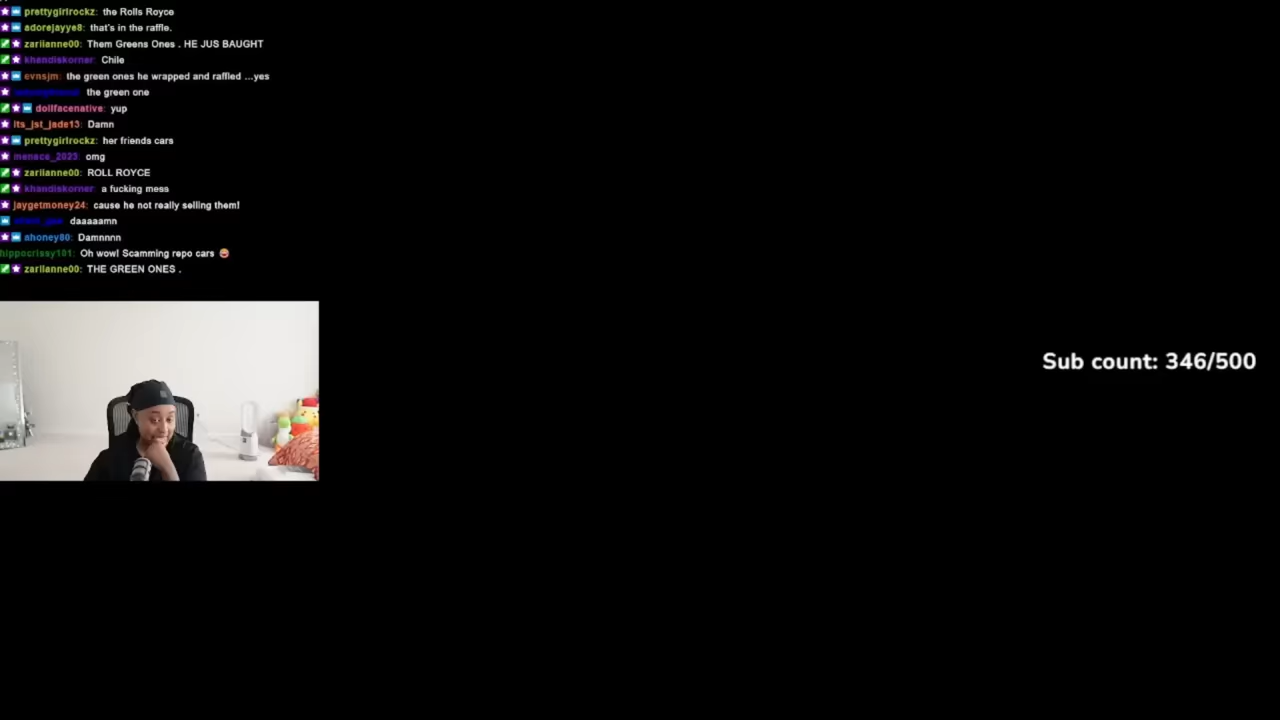 prettygirlrockz: the Rolls Royce
adorejayye8: that's in the raffle.
zarilanne00: Them Greens Ones . HE JUS BAUGHT
khandiskorner: Chile
evnsjm: the green ones he wrapped and raffled ...yes
the green one
dollfacenative: yup
its_jst_jade13: Damn
prettygirlrockz: her friends cars
menace_2023: omg
zarilanne00: ROLL ROYCE
khandiskorner: a fucking mess
jaygetmoney24: cause he not really selling them!
daaaaamn
ahoney80: Damnnnn
hippocrissy101: Oh wow! Scamming repo cars
zarilanne00: THE GREEN ONES .
Sub count: 346/500